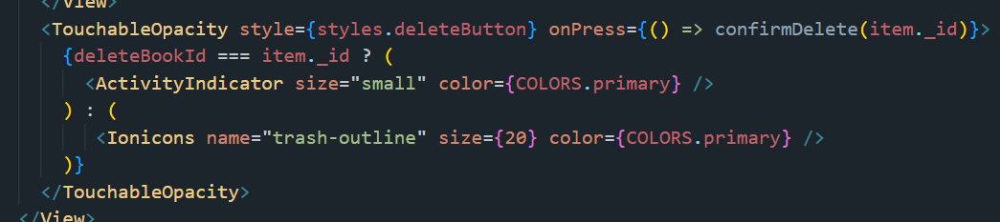 </View>
<TouchableOpacity style={styles.deleteButton} onPress={() => confirmDelete(item._id)}>
{deleteBookId === item._id ? (
<ActivityIndicator size="small" color={COLORS.primary} />
) : (
<Ionicons name="trash-outline" size={20} color={COLORS.primary} />
)}
</TouchableOpacity>
</View>